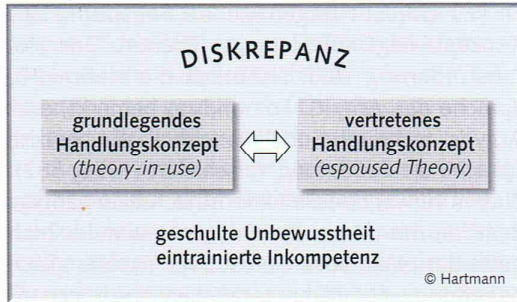 DISKREPANZ
grundlegendes
Handlungskonzept
(theory-in-use)
vertretenes
Handlungskonzept
(espoused Theory)
geschulte Unbewusstheit
eintrainierte Inkompetenz
© Hartmann